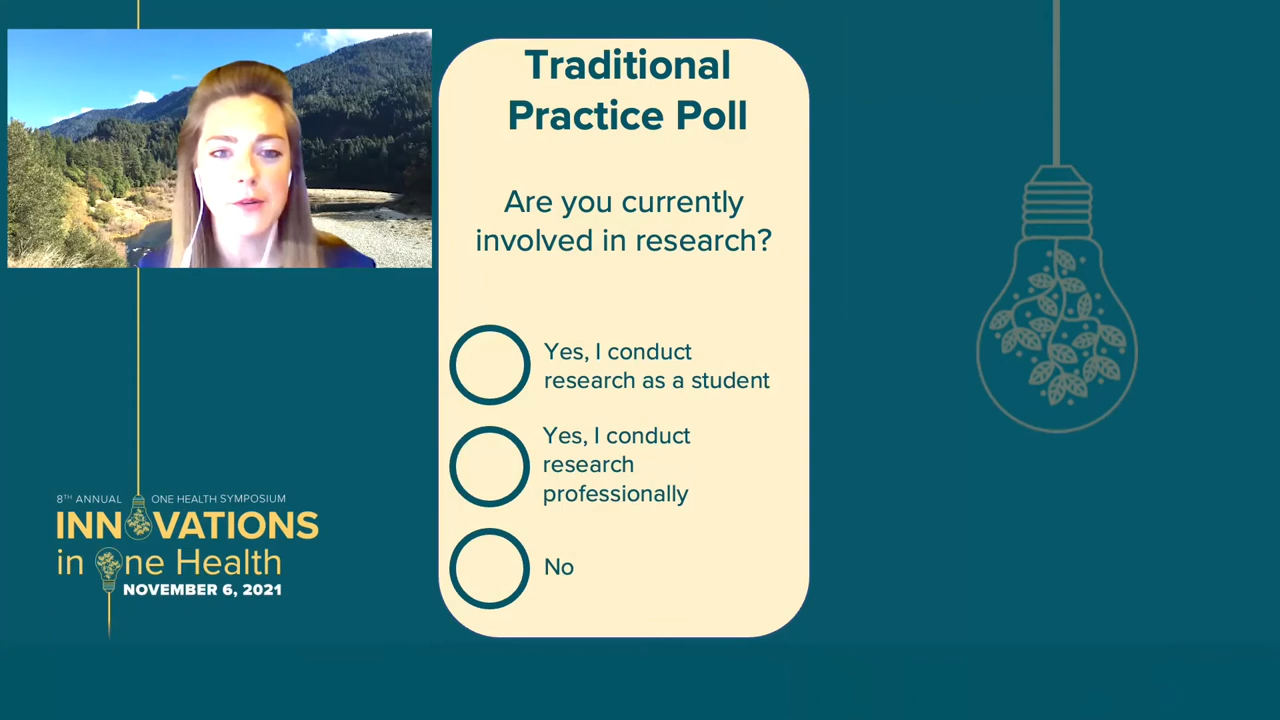 Traditional
Practice Poll
Are you currently
involved in research?
Yes, I conduct
research as a student
Yes, I conduct
research
professionally
No
8TH ANNUAL ONE HEALTH SYMPOSIUM
INNOVATIONS
in One Health
NOVEMBER 6, 2021